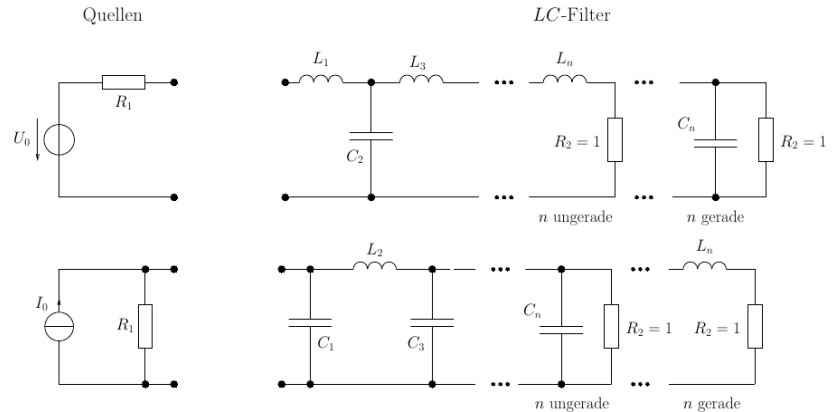 Quellen
LC-Filter
L₁
L₃
Lₙ
R₁
U₀
C₂
R₂ = 1
Cₙ
R₂ = 1
n ungerade
n gerade
L₂
Lₙ
I₀
R₁
C₁
C₃
Cₙ
R₂ = 1
R₂ = 1
n ungerade
n gerade